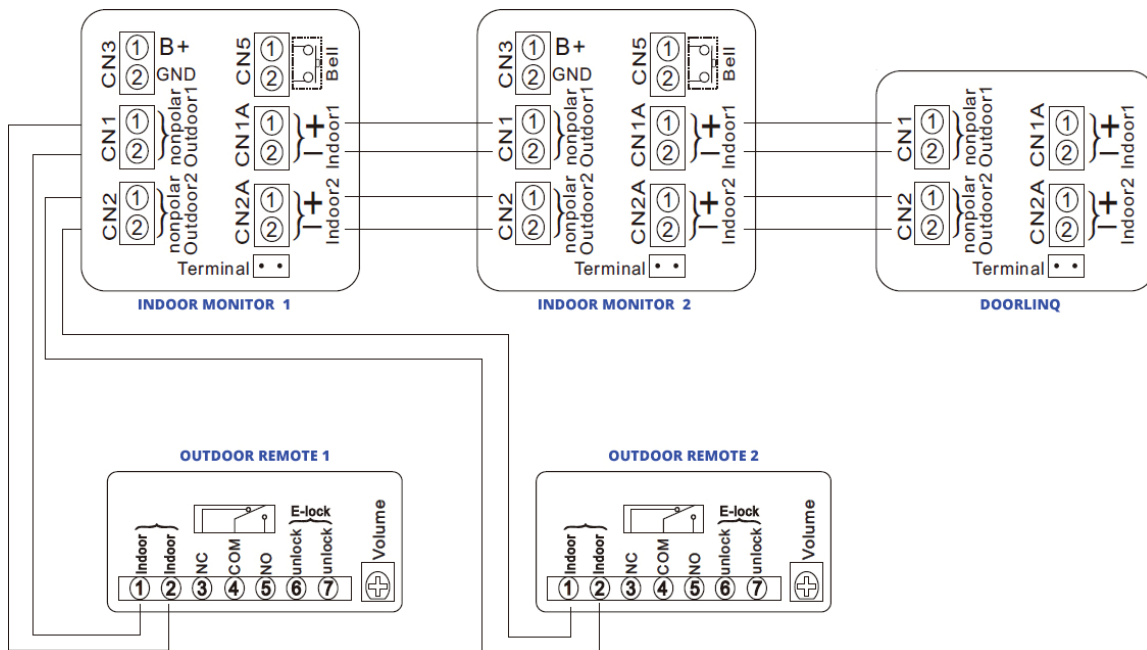 CN3
1 B+
2 GND
CN5
1
2
Bell
CN1
1
2
nonpolar
Outdoor1
CN1A
1
2
+
−
Indoor1
CN2
1
2
nonpolar
Outdoor2
CN2A
1
2
+
−
Indoor2
Terminal
INDOOR MONITOR 1
CN3
1 B+
2 GND
CN5
1
2
Bell
CN1
1
2
nonpolar
Outdoor1
CN1A
1
2
+
−
Indoor1
CN2
1
2
nonpolar
Outdoor2
CN2A
1
2
+
−
Indoor2
Terminal
INDOOR MONITOR 2
CN1
1
2
nonpolar
Outdoor1
CN1A
1
2
+
−
Indoor1
CN2
1
2
nonpolar
Outdoor2
CN2A
1
2
+
−
Indoor2
Terminal
DOORLINQ
OUTDOOR REMOTE 1
E-lock
Indoor
Indoor
NC
COM
NO
unlock
unlock
Volume
1 2 3 4 5 6 7
OUTDOOR REMOTE 2
E-lock
Indoor
Indoor
NC
COM
NO
unlock
unlock
Volume
1 2 3 4 5 6 7